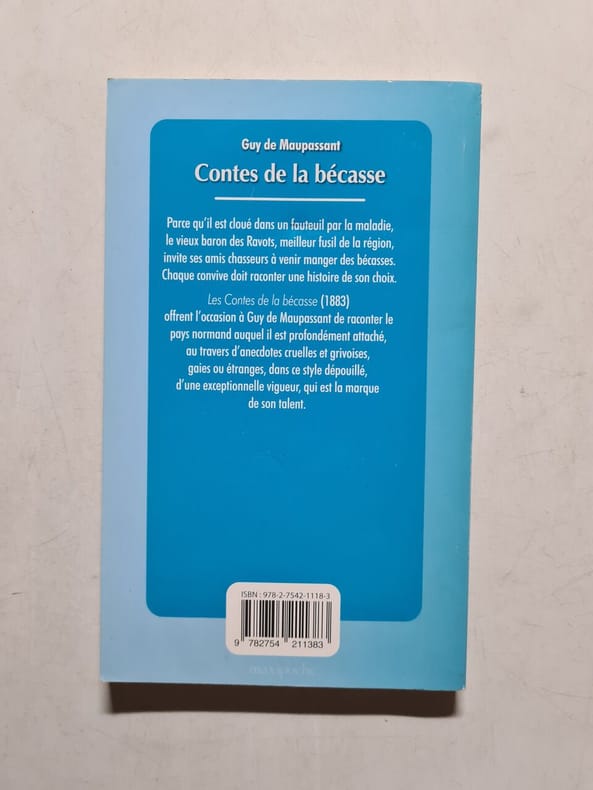 Guy de Maupassant
Contes de la bécasse
Parce qu'il est cloué dans un fauteuil par la maladie,
le vieux baron des Ravots, meilleur fusil de la région,
invite ses amis chasseurs à venir manger des bécasses.
Chaque convive doit raconter une histoire de son choix.
Les Contes de la bécasse (1883)
offrent l'occasion à Guy de Maupassant de raconter le
pays normand auquel il est profondément attaché,
au travers d'anecdotes cruelles et grivoises,
gaies ou étranges, dans ce style dépouillé,
d'une exceptionnelle vigueur, qui est la marque
de son talent.
ISBN : 978-2-7542-1118-3
9 782754 211383
maxipoche